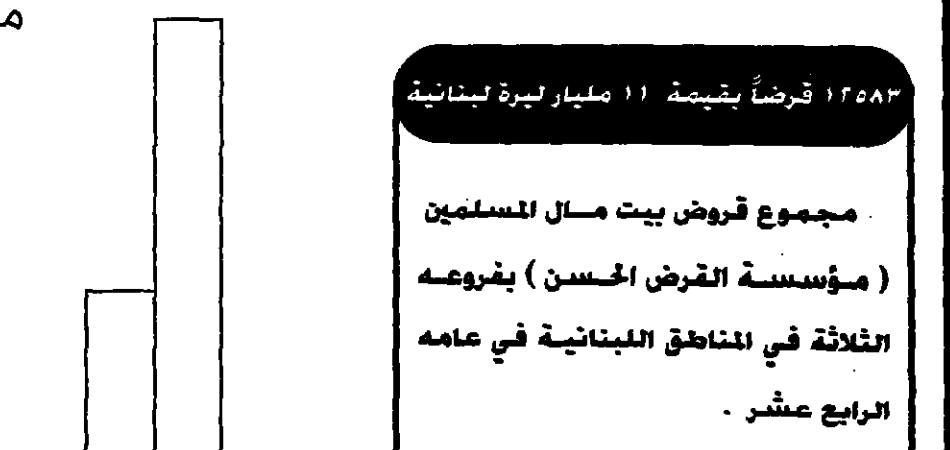 ١٢٥٨٣ قرضاً بقيمة ١١ مليار ليرة لبنانية
مجموع قروض بيت مال المسلمين
( مؤسسة القرض الحسن ) بفروعه
الثلاثة في المناطق اللبنانية في عامه
الرابع عشر .